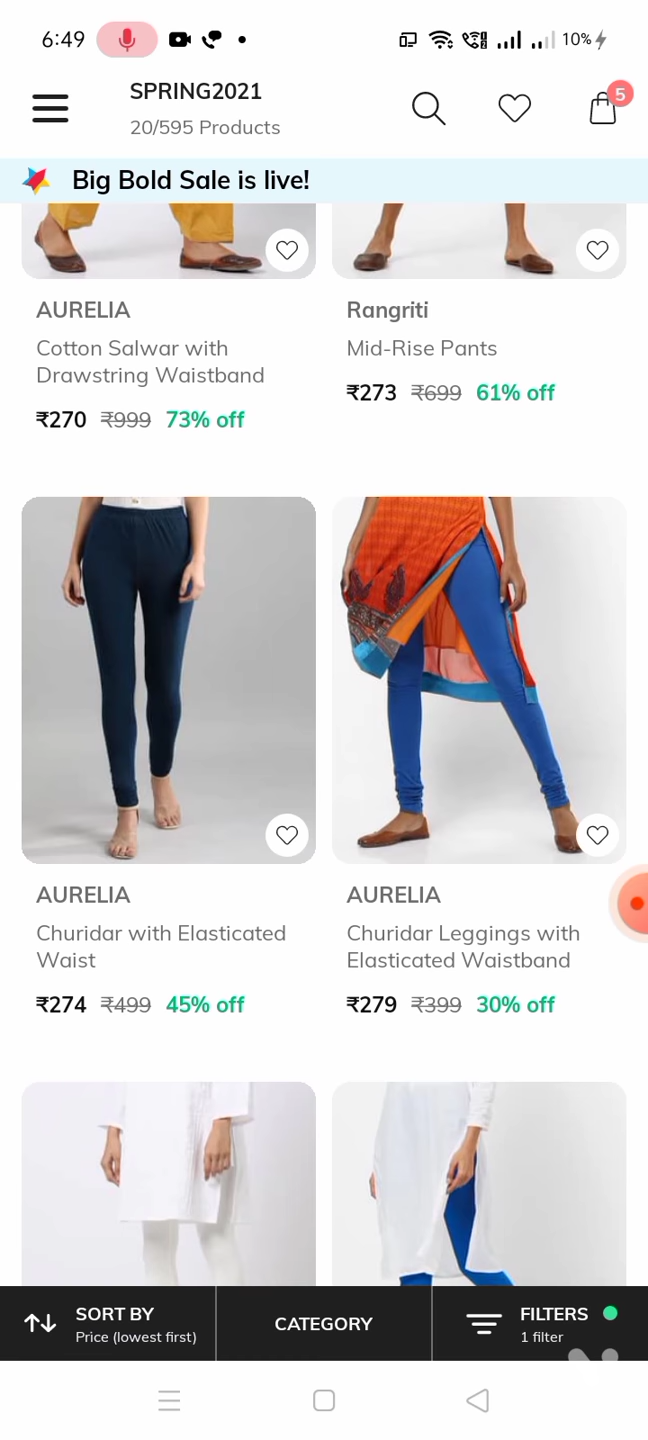 6:49
10%
SPRING2021
20/595 Products
5
Big Bold Sale is live!
AURELIA
Cotton Salwar with
Drawstring Waistband
₹270 ₹999 73% off
Rangriti
Mid-Rise Pants
₹273 ₹699 61% off
AURELIA
Churidar with Elasticated
Waist
₹274 ₹499 45% off
AURELIA
Churidar Leggings with
Elasticated Waistband
₹279 ₹399 30% off
SORT BY
Price (lowest first)
CATEGORY
FILTERS
1 filter